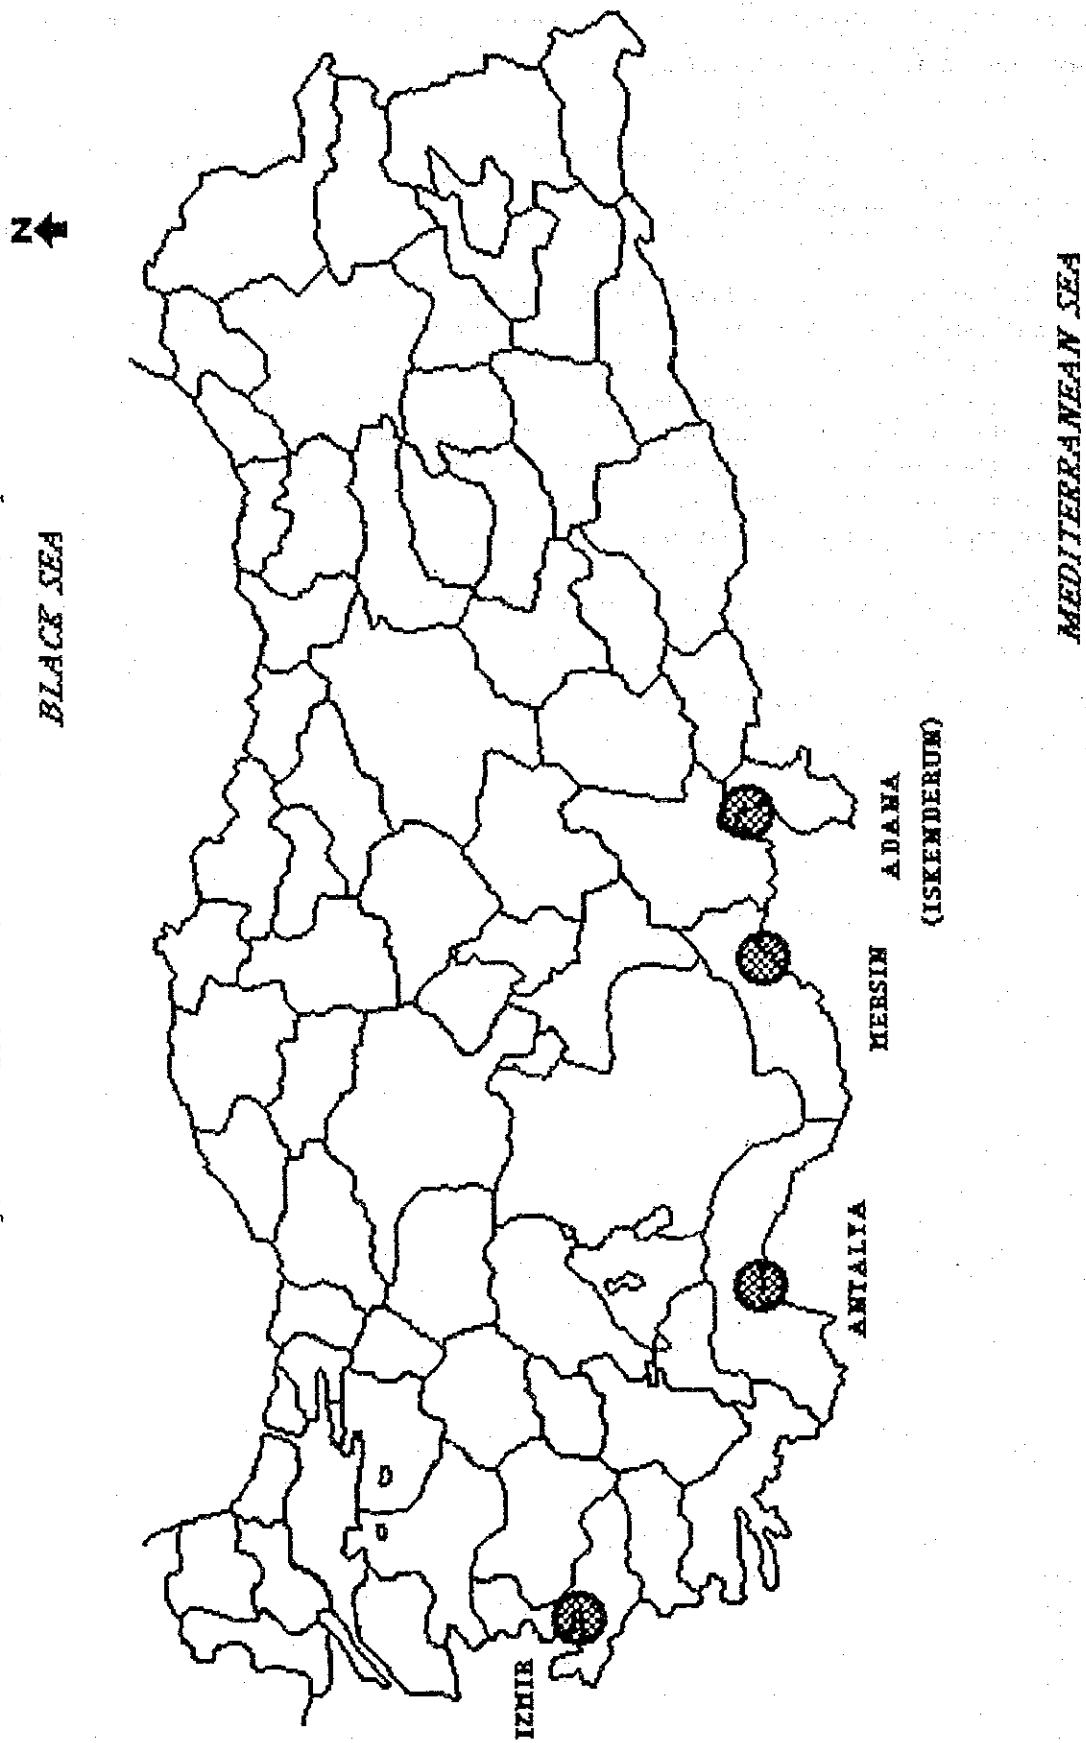 N
BLACK SEA
IZMIR
ANTALYA
MERSIN
ADANA
(ISKENDERUN)
MEDITERRANEAN SEA